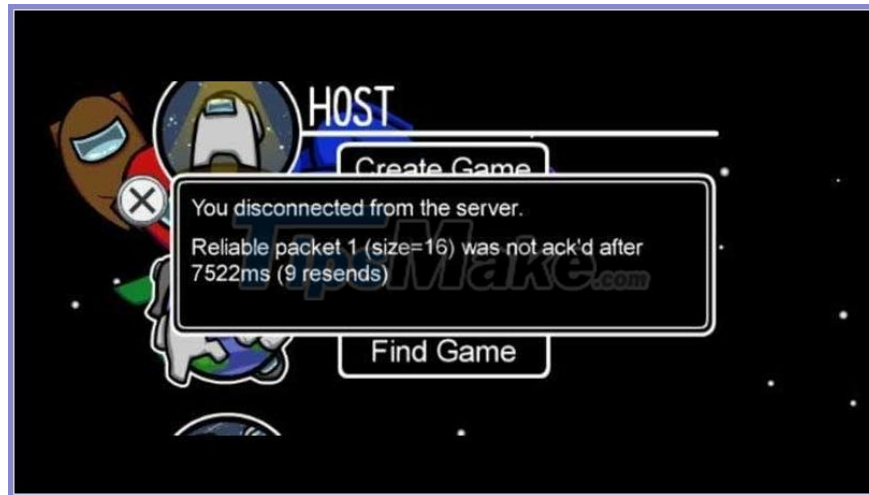 HOST
Create Game
You disconnected from the server.
Reliable packet 1 (size=16) was not ack'd after
7522ms (9 resends)
TipsMake.com
Find Game